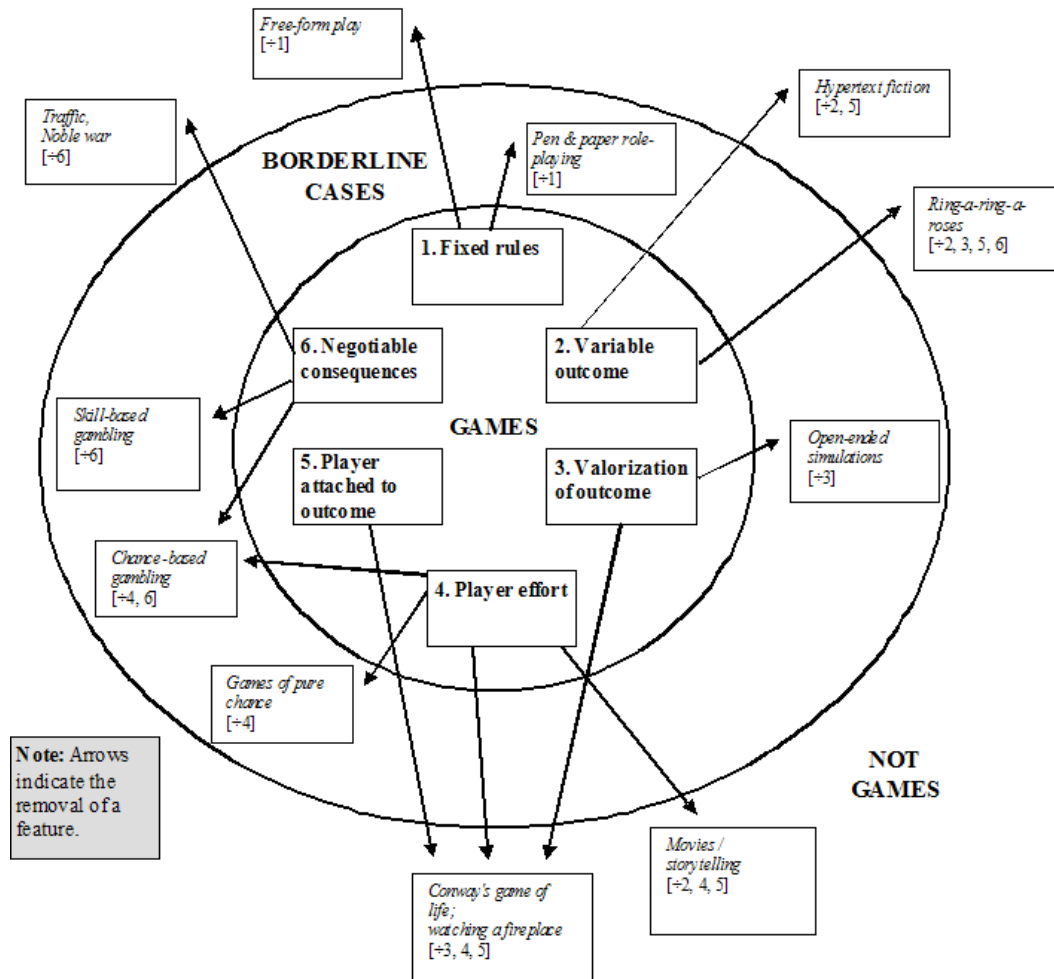 Free-form play
[÷1]
Traffic,
Noble war
[÷6]
Hypertext fiction
[÷2, 5]
BORDERLINE
CASES
Pen & paper role-
playing
[÷1]
Ring-a-ring-a-
roses
[÷2, 3, 5, 6]
1. Fixed rules
6. Negotiable
consequences
2. Variable
outcome
Skill-based
gambling
[÷6]
GAMES
Open-ended
simulations
[÷3]
5. Player
attached to
outcome
3. Valorization
of outcome
Chance-based
gambling
[÷4, 6]
4. Player effort
Games of pure
chance
[÷4]
Note: Arrows
indicate the
removal of a
feature.
NOT
GAMES
Movies /
storytelling
[÷2, 4, 5]
Conway's game of
life;
watching a fireplace
[÷3, 4, 5]